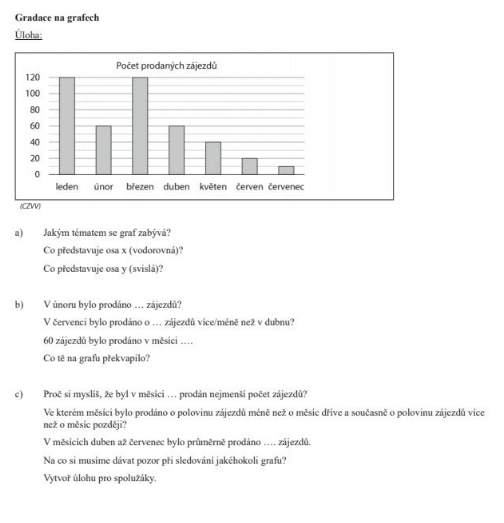 Gradace na grafech
Úloha:
Počet prodaných zájezdů
120
100
80
60
40
20
0
leden únor březen duben květen červen červenec
(CZVV)
a) Jakým tématem se graf zabývá?
Co představuje osa x (vodorovná)?
Co představuje osa y (svislá)?
b) V únoru bylo prodáno … zájezdů?
V červenci bylo prodáno o … zájezdů více/méně než v dubnu?
60 zájezdů bylo prodáno v měsíci ….
Co tě na grafu překvapilo?
c) Proč si myslíš, že byl v měsíci … prodán nejmenší počet zájezdů?
Ve kterém měsíci bylo prodáno o polovinu zájezdů méně než o měsíc dříve a současně o polovinu zájezdů více
než o měsíc později?
V měsících duben až červenec bylo průměrně prodáno …. zájezdů.
Na co si musíme dávat pozor při sledování jakéhokoli grafu?
Vytvoř úlohu pro spolužáky.